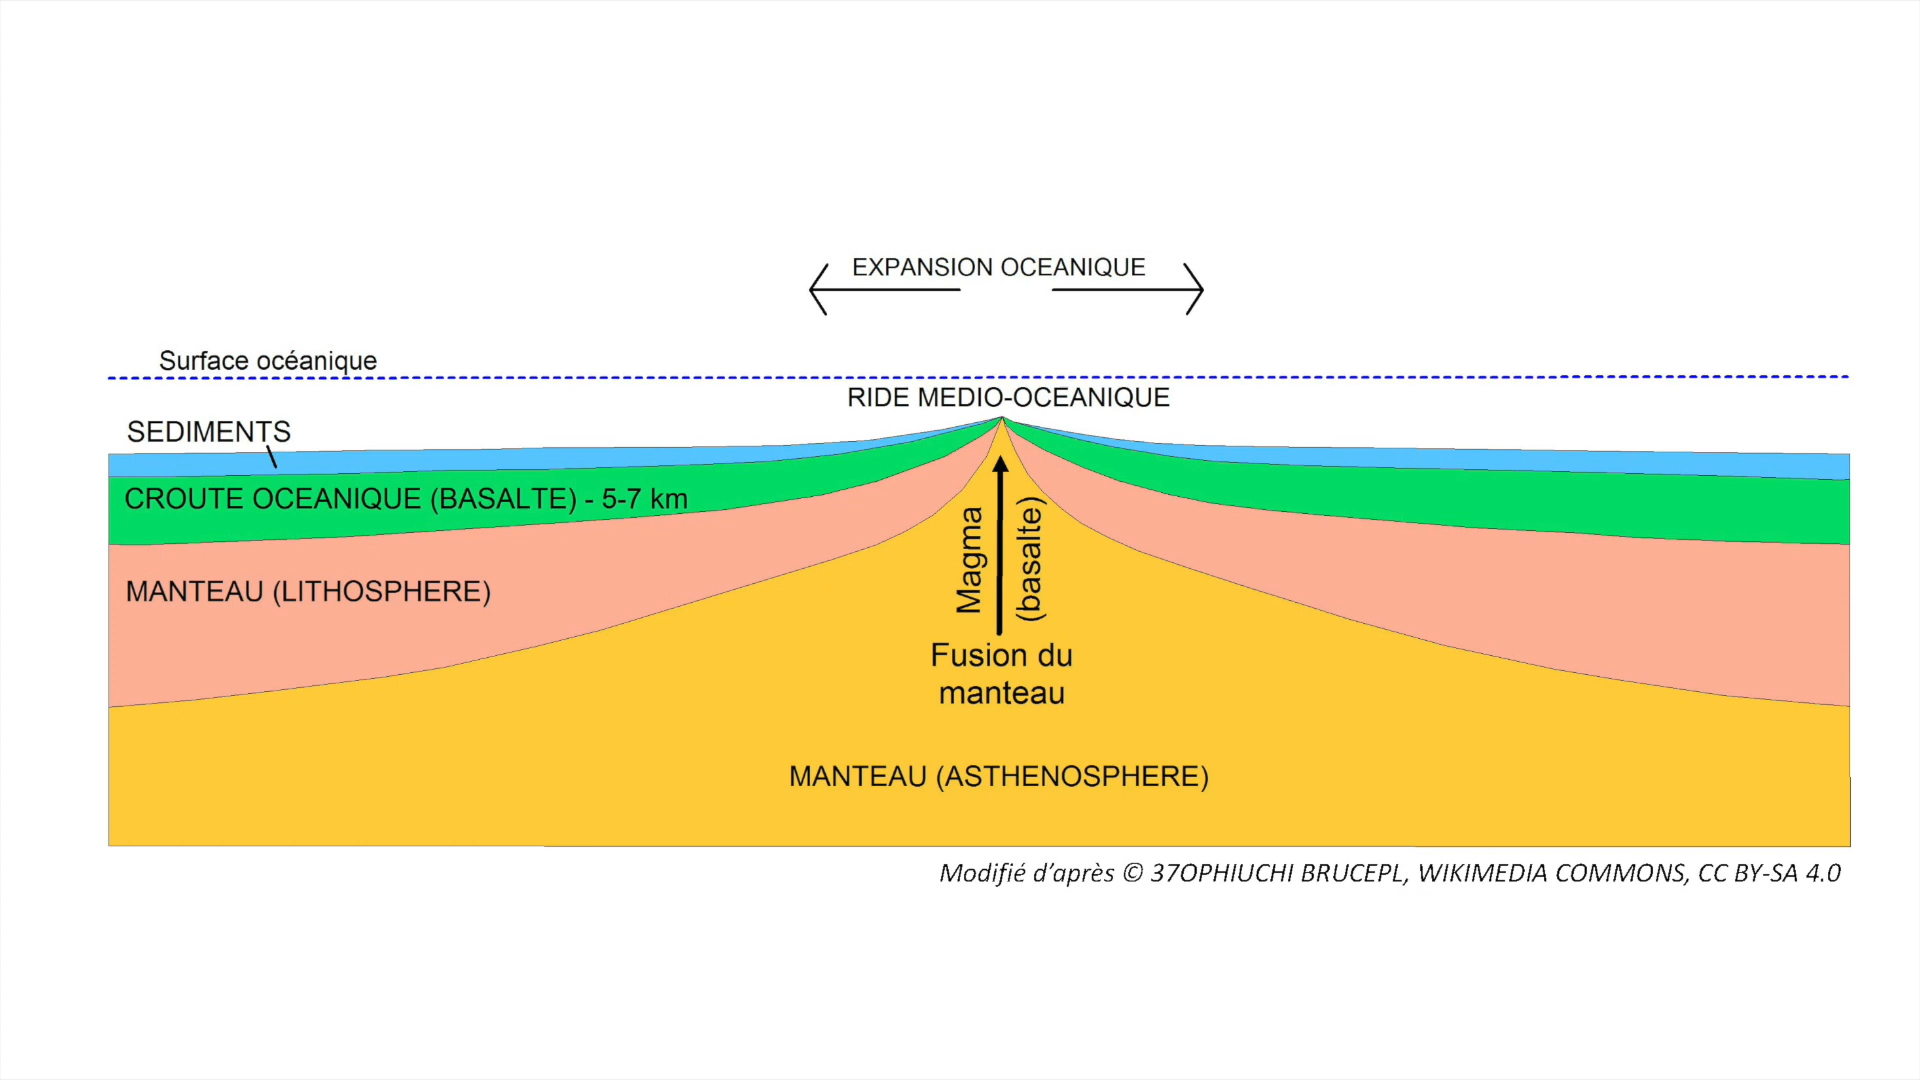 EXPANSION OCEANIQUE
Surface océanique
RIDE MEDIO-OCEANIQUE
SEDIMENTS
CROUTE OCEANIQUE (BASALTE) - 5-7 km
MANTEAU (LITHOSPHERE)
Magma
(basalte)
Fusion du
manteau
MANTEAU (ASTHENOSPHERE)
Modifié d'après © 37OPHIUCHI BRUCEPL, WIKIMEDIA COMMONS, CC BY-SA 4.0